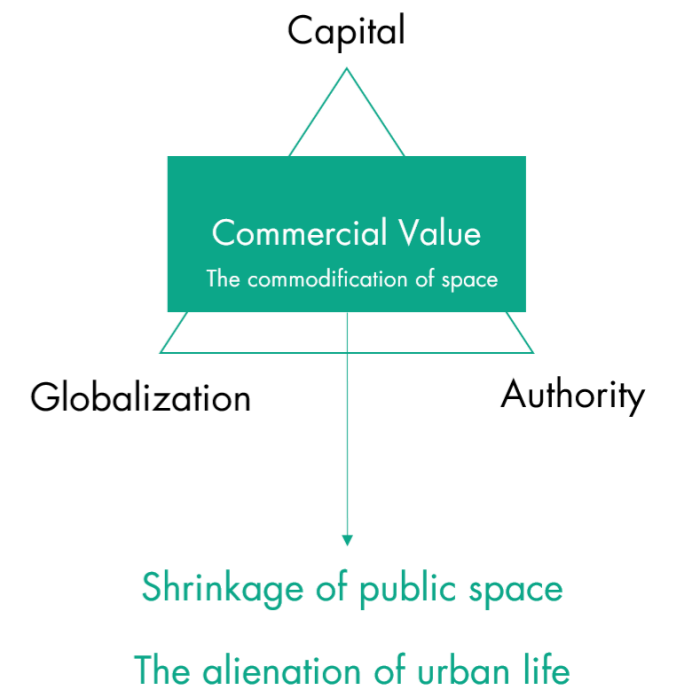 Capital
Commercial Value
The commodification of space
Globalization
Authority
Shrinkage of public space
The alienation of urban life